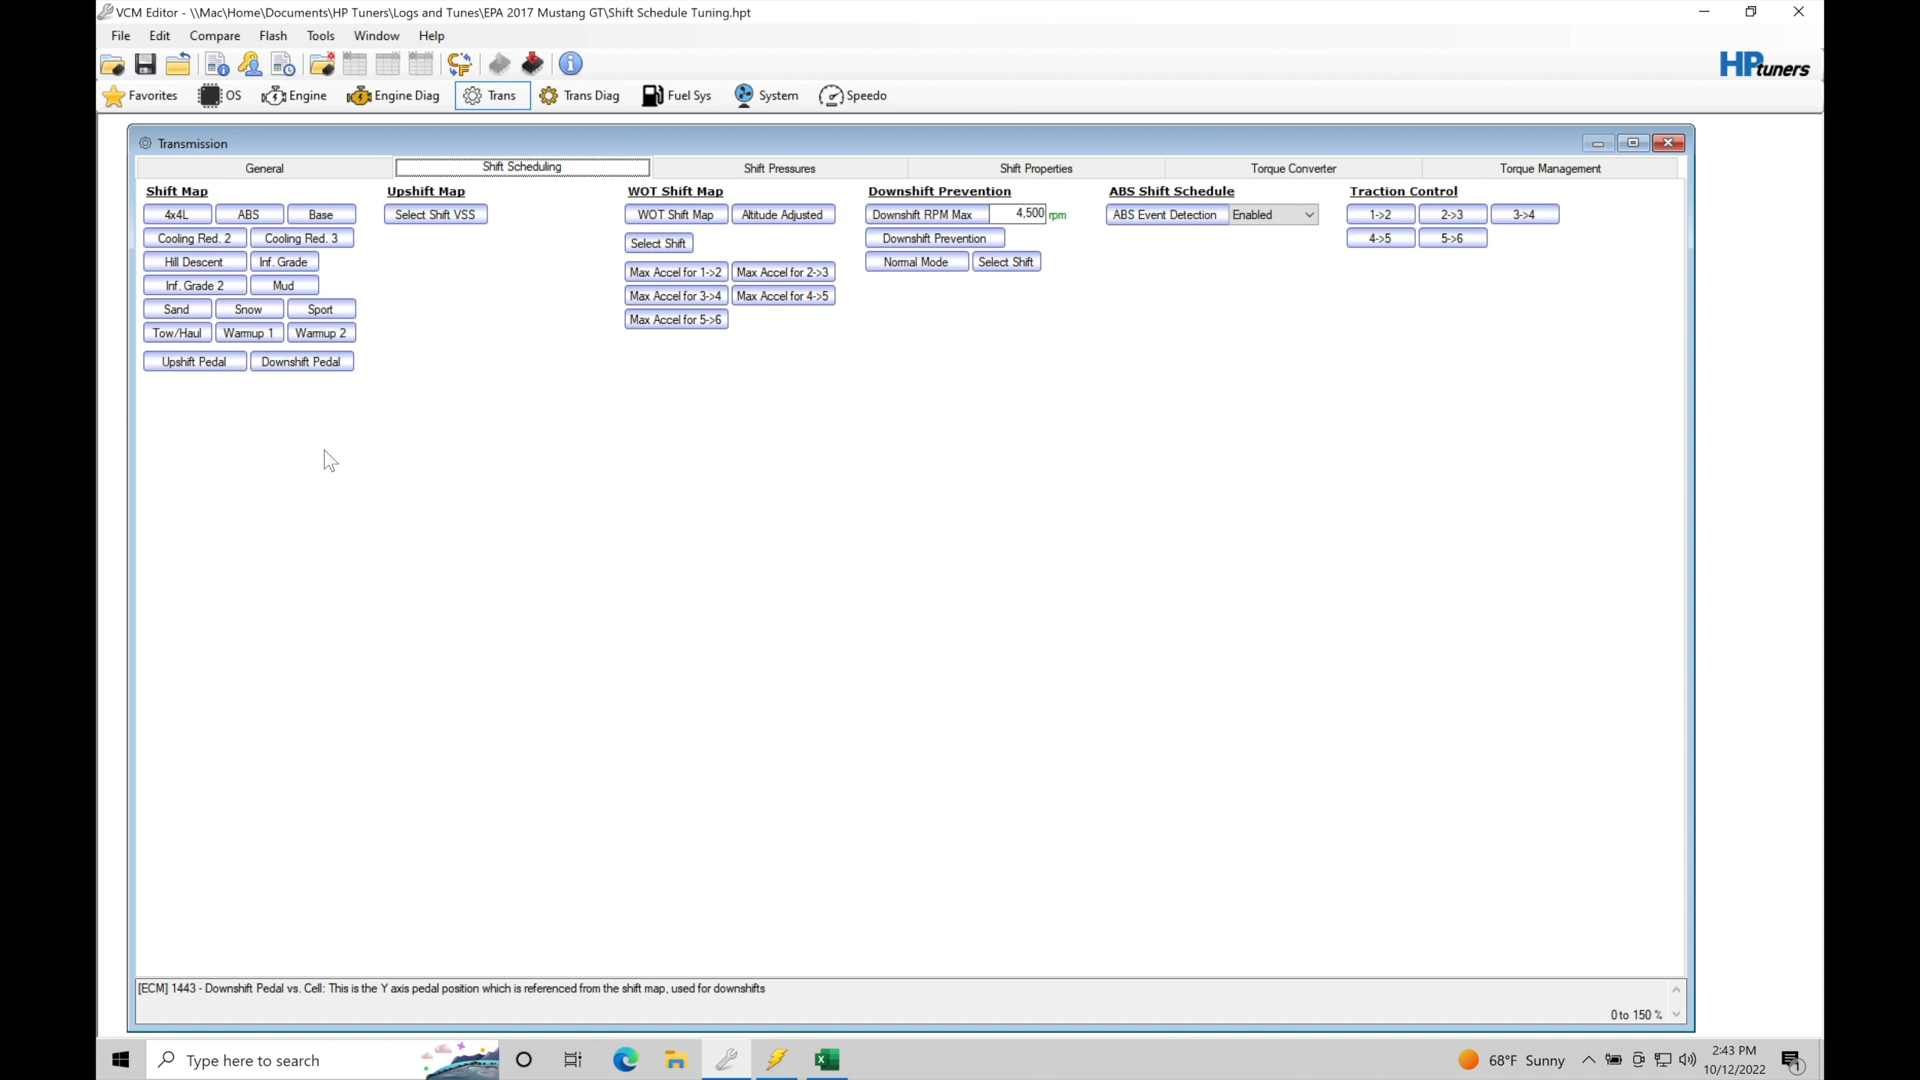 VCM Editor - \\Mac\Home\Documents\HP Tuners\Logs and Tunes\EPA 2017 Mustang GT\Shift Schedule Tuning.hpt
File Edit Compare Flash Tools Window Help
HPtuners
Favorites OS Engine Engine Diag Trans Trans Diag Fuel Sys System Speedo
Transmission
General Shift Scheduling Shift Pressures Shift Properties Torque Converter Torque Management
Shift Map Upshift Map WOT Shift Map Downshift Prevention ABS Shift Schedule Traction Control
4x4L ABS Base Select Shift VSS WOT Shift Map Altitude Adjusted Downshift RPM Max 4,500 rpm ABS Event Detection Enabled 1->2 2->3 3->4
Cooling Red. 2 Cooling Red. 3 Select Shift Downshift Prevention 4->5 5->6
Hill Descent Inf. Grade Max Accel for 1->2 Max Accel for 2->3 Normal Mode Select Shift
Inf. Grade 2 Mud Max Accel for 3->4 Max Accel for 4->5
Sand Snow Sport Max Accel for 5->6
Tow/Haul Warmup 1 Warmup 2
Upshift Pedal Downshift Pedal
[ECM] 1443 - Downshift Pedal vs. Cell: This is the Y axis pedal position which is referenced from the shift map, used for downshifts
0 to 150 %
Type here to search 68°F Sunny 2:43 PM
10/12/2022 1